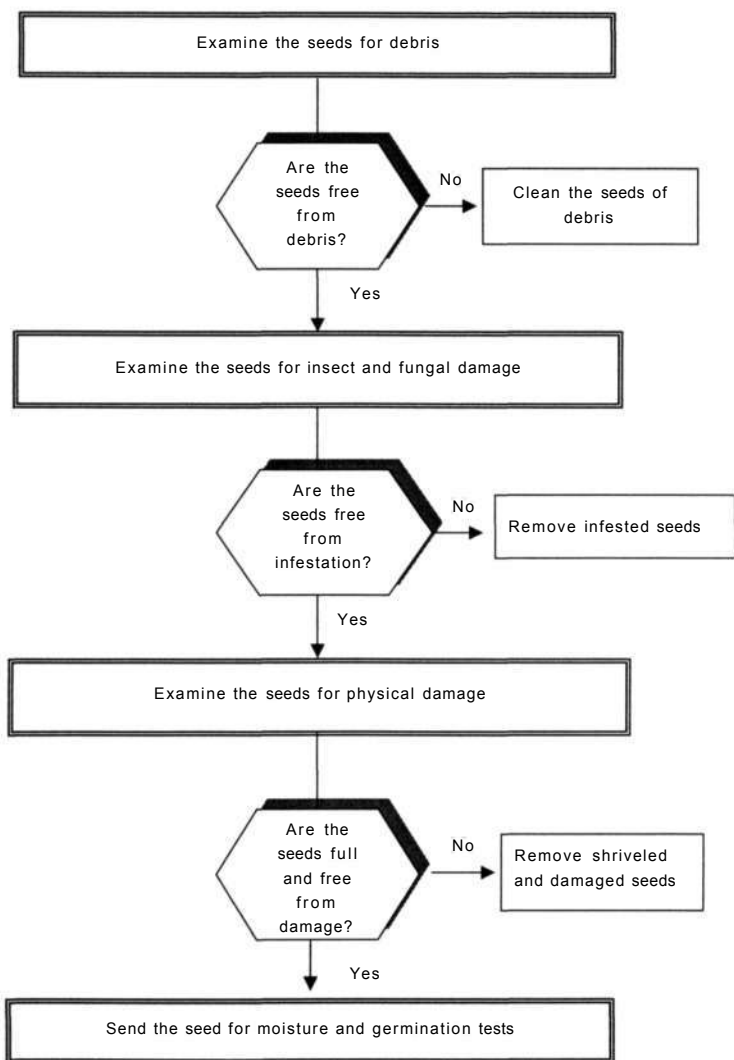 Examine the seeds for debris
Are the
seeds free
from
debris?
No
Clean the seeds of
debris
Yes
Examine the seeds for insect and fungal damage
Are the
seeds free
from
infestation?
No
Remove infested seeds
Yes
Examine the seeds for physical damage
Are the
seeds full
and free
from
damage?
No
Remove shriveled
and damaged seeds
Yes
Send the seed for moisture and germination tests